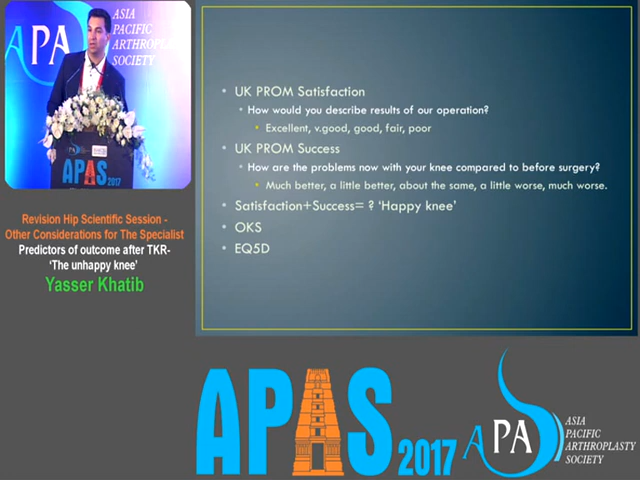 APA
ASIA
PACIFIC
ARTHROPLASTY
SOCIETY
APAS
2017
Revision Hip Scientific Session -
Other Considerations for The Specialist
Predictors of outcome after TKR-
‘The unhappy knee’
Yasser Khatib
• UK PROM Satisfaction
• How would you describe results of our operation?
• Excellent, v.good, good, fair, poor
• UK PROM Success
• How are the problems now with your knee compared to before surgery?
• Much better, a little better, about the same, a little worse, much worse.
• Satisfaction+Success= ? ‘Happy knee’
• OKS
• EQ5D
APAS 2017
APA
ASIA
PACIFIC
ARTHROPLASTY
SOCIETY